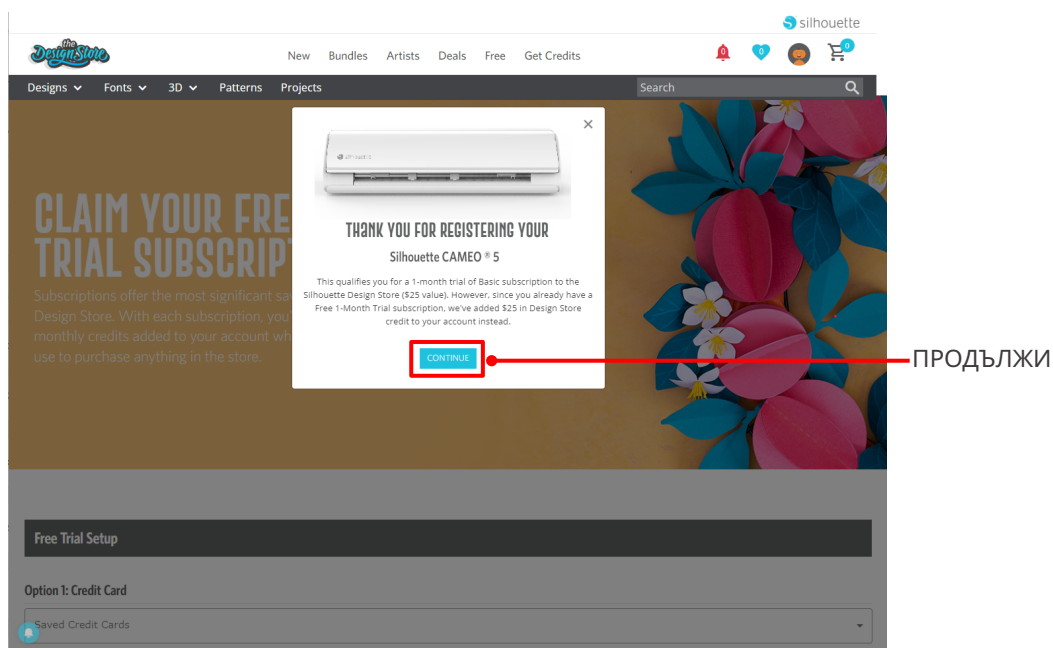 silhouette
the
Design Store
New Bundles Artists Deals Free Get Credits
0 0 0
Designs Fonts 3D Patterns Projects Search
silhouette
CLAIM YOUR FRE
TRIAL SUBSCRIP
Subscriptions offer the most significant sa
Design Store. With each subscription, you'
monthly credits added to your account wh
use to purchase anything in the store.
THANK YOU FOR REGISTERING YOUR
Silhouette CAMEO ® 5
This qualifies you for a 1-month trial of Basic subscription to the
Silhouette Design Store ($25 value). However, since you already have a
Free 1-Month Trial subscription, we've added $25 in Design Store
credit to your account instead.
CONTINUE
ПРОДЪЛЖИ
Free Trial Setup
Option 1: Credit Card
Saved Credit Cards